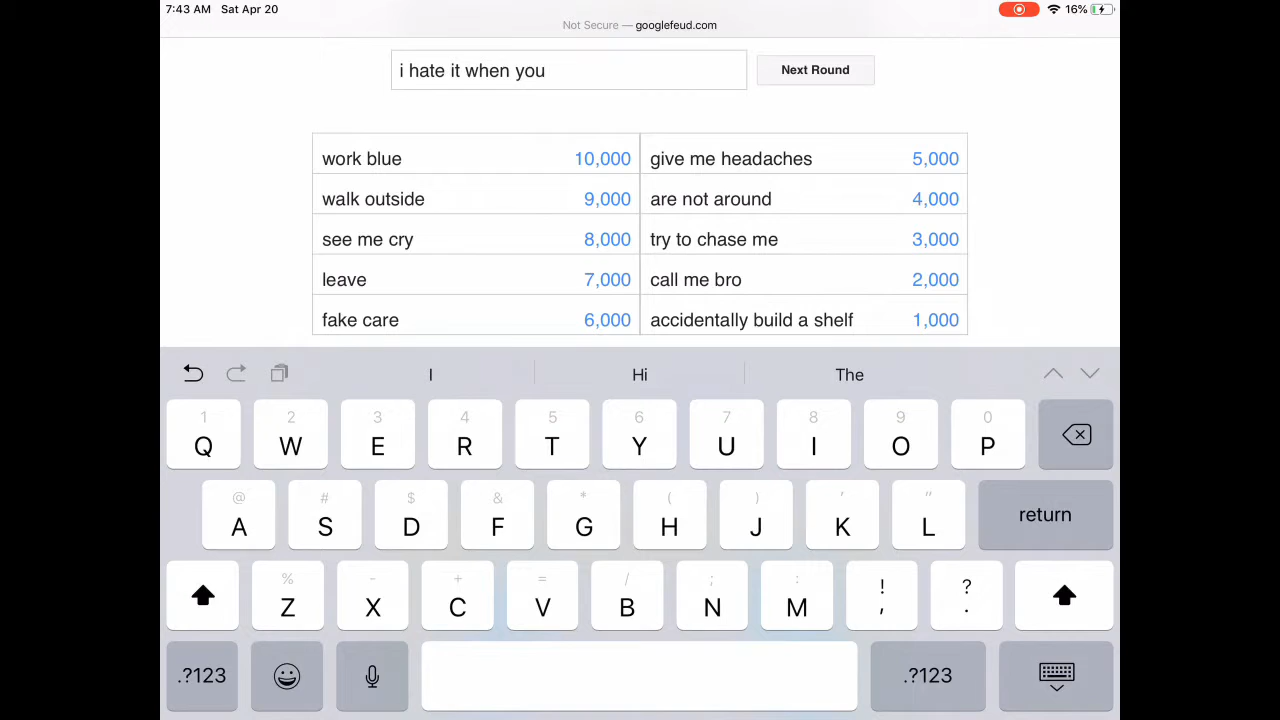 7:43 AM Sat Apr 20
16%
Not Secure — googlefeud.com
i hate it when you
Next Round
work blue 10,000
walk outside 9,000
see me cry 8,000
leave 7,000
fake care 6,000
give me headaches 5,000
are not around 4,000
try to chase me 3,000
call me bro 2,000
accidentally build a shelf 1,000
I Hi The
1 2 3 4 5 6 7 8 9 0
Q W E R T Y U I O P
@ # $ & * ( ) ' "
A S D F G H J K L return
% - + = / ; : ! ?
Z X C V B N M , .
.?123 .?123